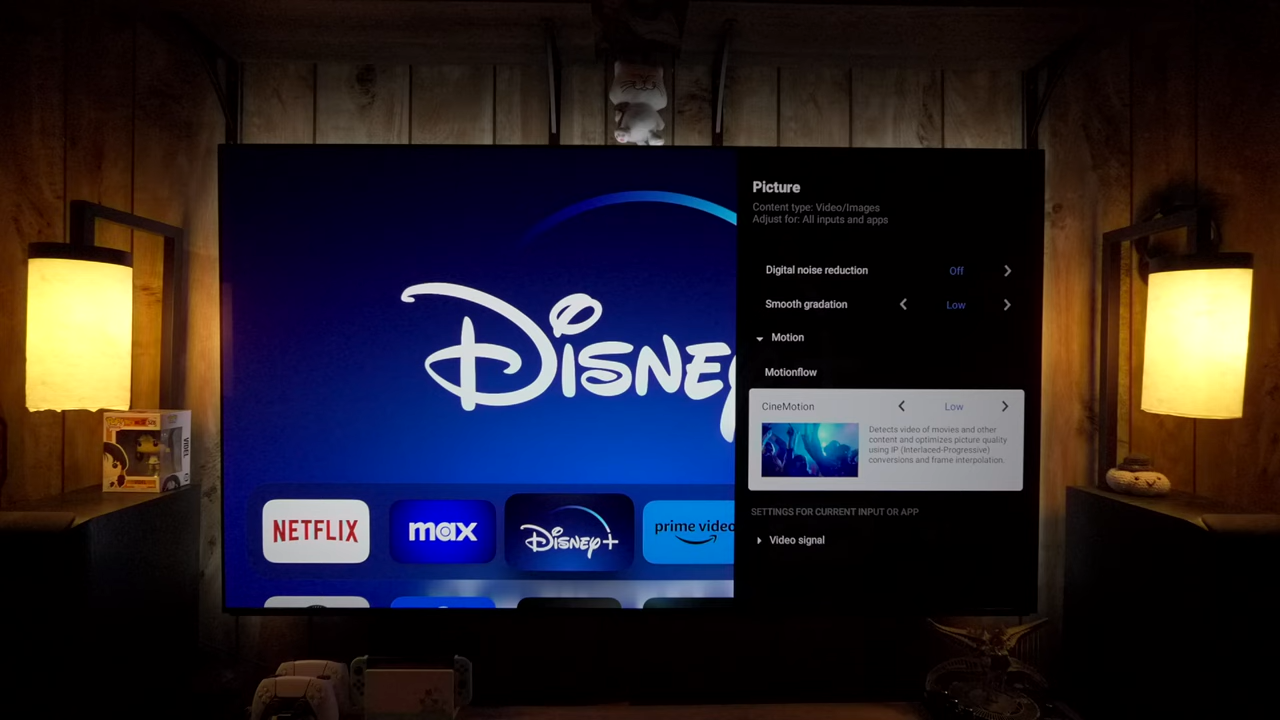 Picture
Content type: Video/Images
Adjust for: All inputs and apps
Digital noise reduction Off
Smooth gradation Low
Motion
Motionflow
CineMotion Low
Detects video of movies and other
content and optimizes picture quality
using IP (Interlaced-Progressive)
conversions and frame interpolation.
SETTINGS FOR CURRENT INPUT OR APP
Video signal
DISNEY
NETFLIX
max
DISNEY+
prime video
VIDEL